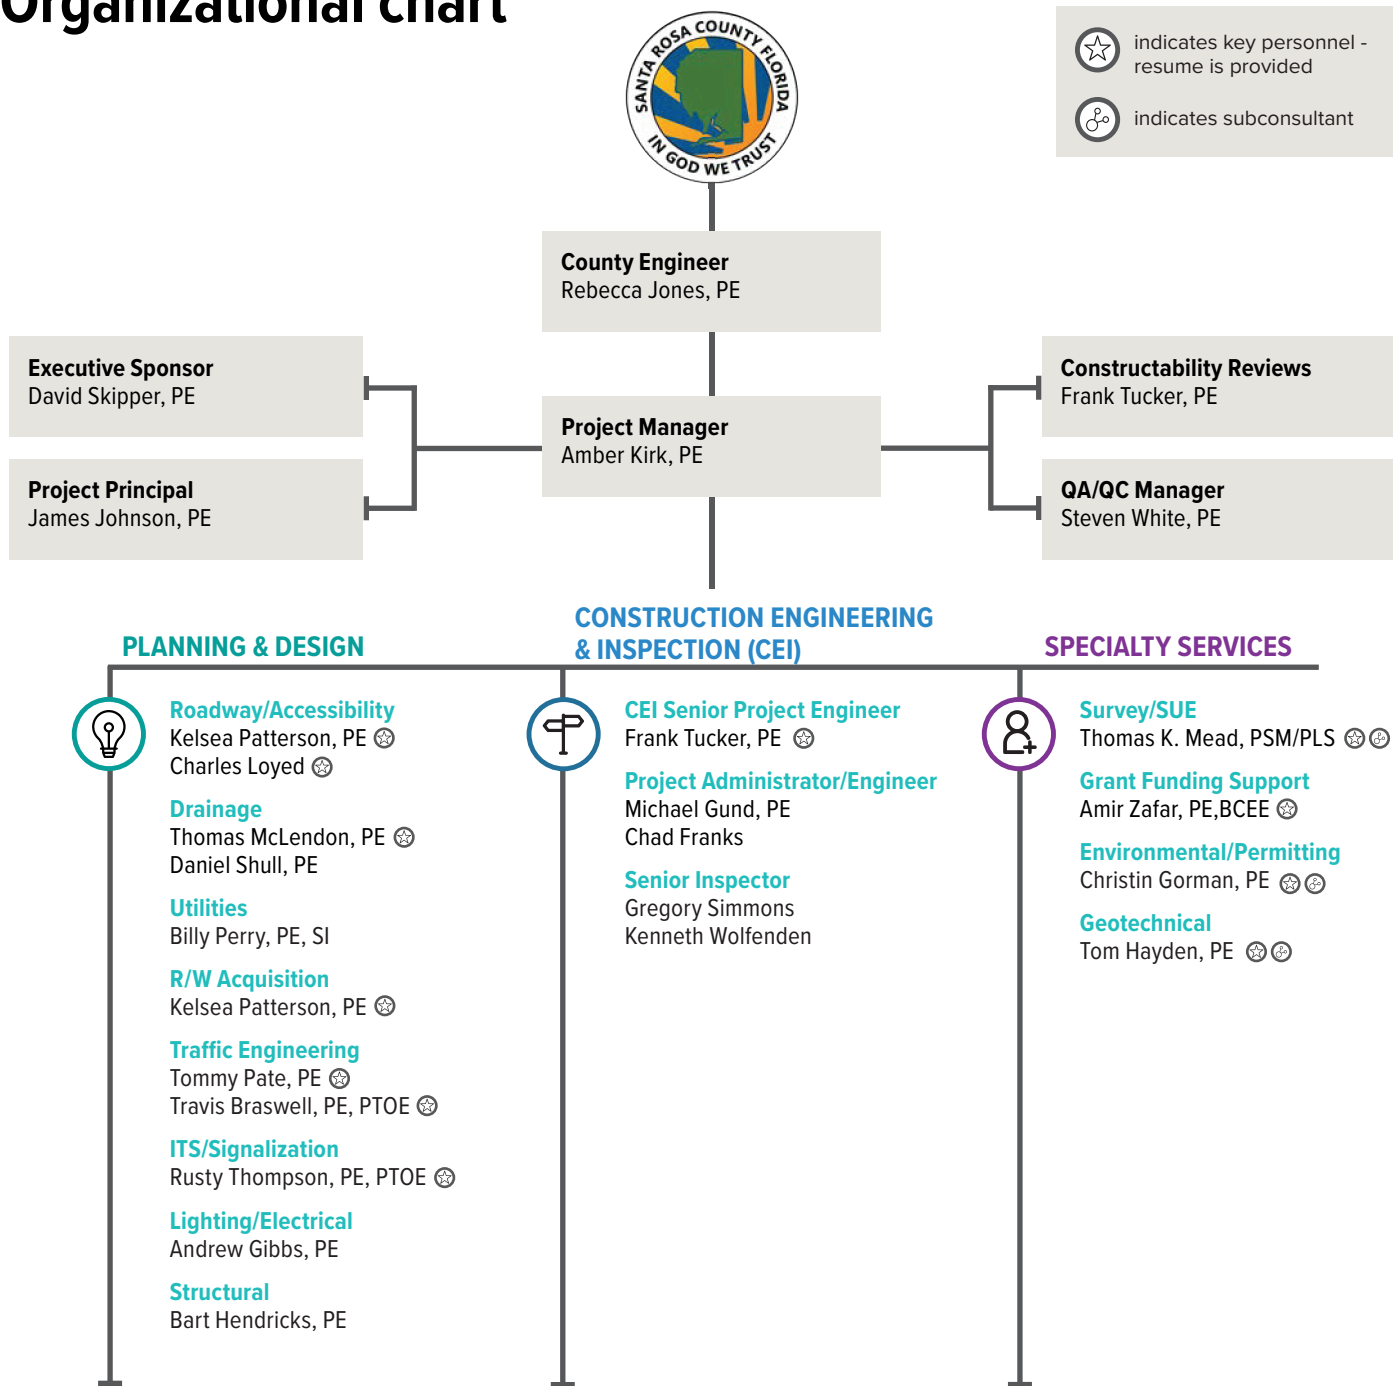 Organizational chart
SANTA ROSA COUNTY FLORIDA
IN GOD WE TRUST
indicates key personnel -
resume is provided
indicates subconsultant
County Engineer
Rebecca Jones, PE
Executive Sponsor
David Skipper, PE
Project Principal
James Johnson, PE
Project Manager
Amber Kirk, PE
Constructability Reviews
Frank Tucker, PE
QA/QC Manager
Steven White, PE
PLANNING & DESIGN
Roadway/Accessibility
Kelsea Patterson, PE
Charles Loyed
Drainage
Thomas McLendon, PE
Daniel Shull, PE
Utilities
Billy Perry, PE, SI
R/W Acquisition
Kelsea Patterson, PE
Traffic Engineering
Tommy Pate, PE
Travis Braswell, PE, PTOE
ITS/Signalization
Rusty Thompson, PE, PTOE
Lighting/Electrical
Andrew Gibbs, PE
Structural
Bart Hendricks, PE
CONSTRUCTION ENGINEERING
& INSPECTION (CEI)
CEI Senior Project Engineer
Frank Tucker, PE
Project Administrator/Engineer
Michael Gund, PE
Chad Franks
Senior Inspector
Gregory Simmons
Kenneth Wolfenden
SPECIALTY SERVICES
Survey/SUE
Thomas K. Mead, PSM/PLS
Grant Funding Support
Amir Zafar, PE,BCEE
Environmental/Permitting
Christin Gorman, PE
Geotechnical
Tom Hayden, PE